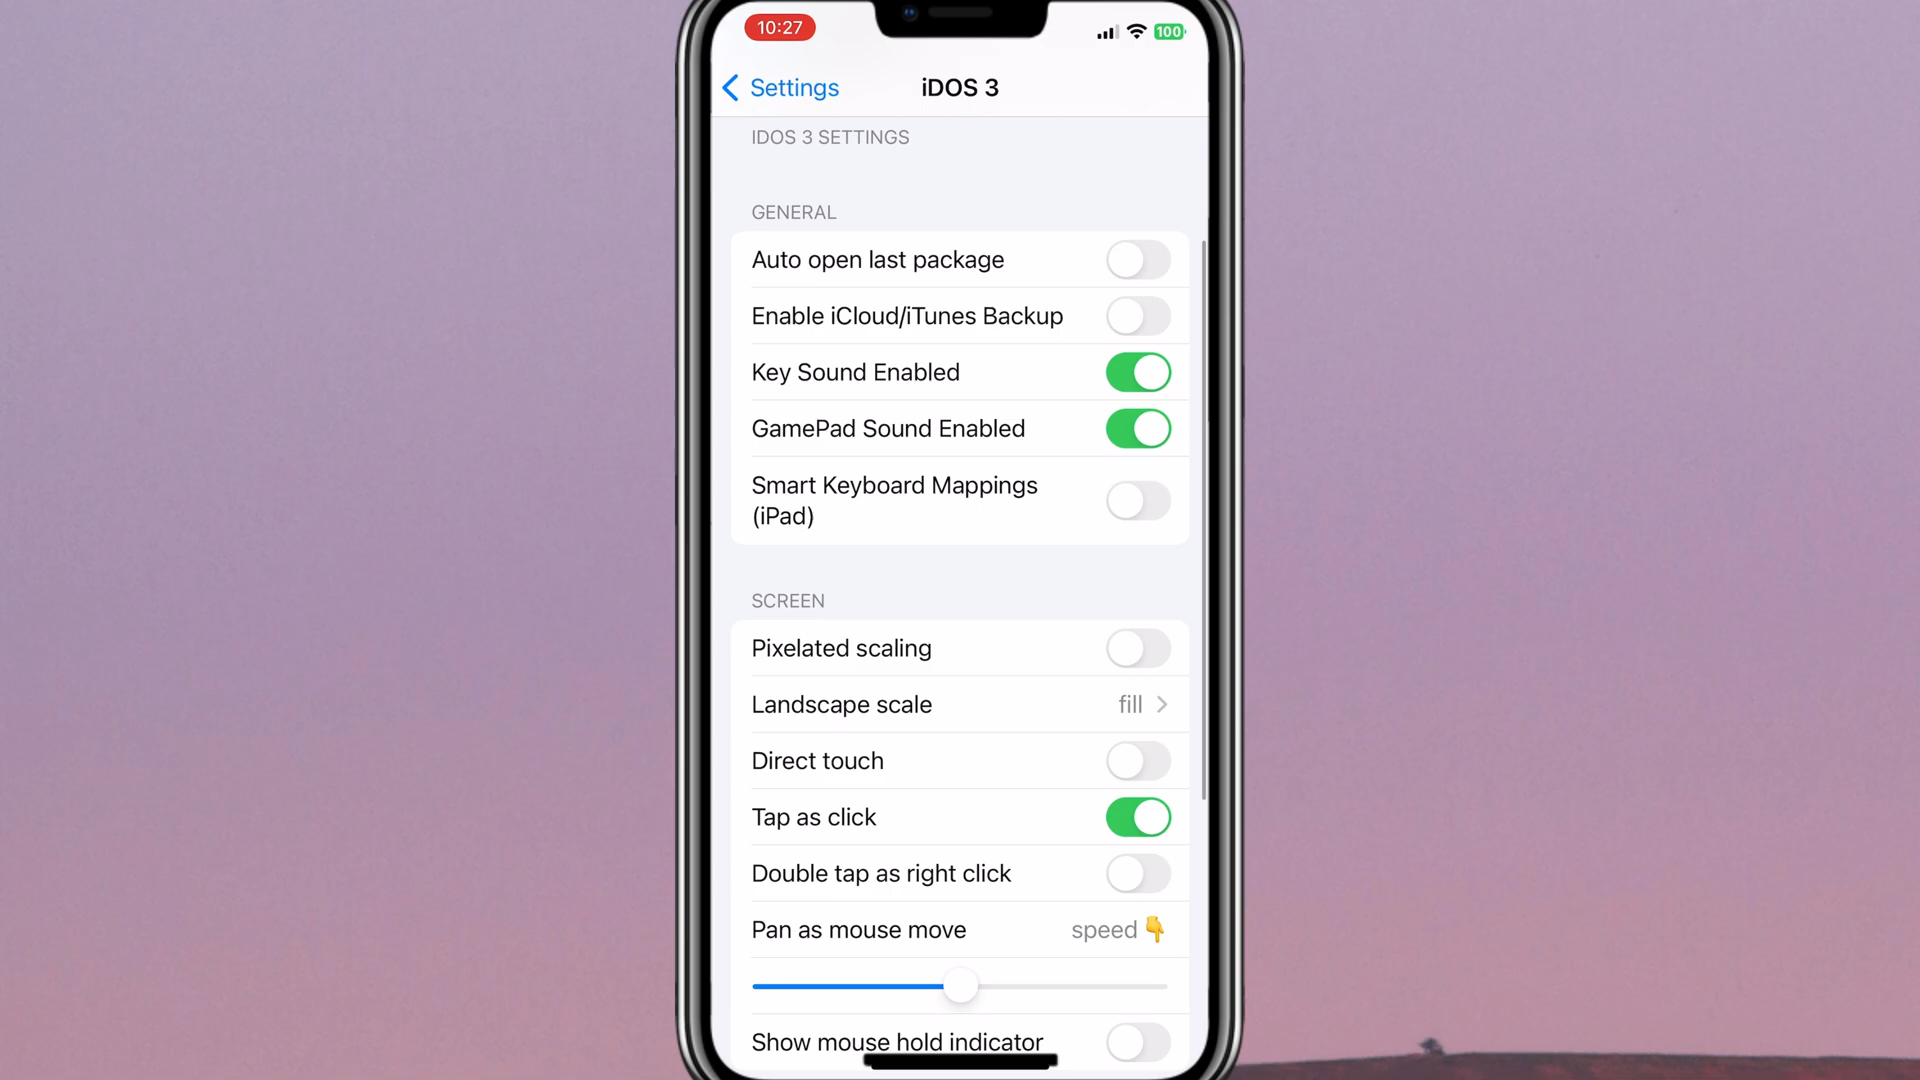 10:27
100
Settings
iDOS 3
IDOS 3 SETTINGS
GENERAL
Auto open last package
Enable iCloud/iTunes Backup
Key Sound Enabled
GamePad Sound Enabled
Smart Keyboard Mappings
(iPad)
SCREEN
Pixelated scaling
Landscape scale fill
Direct touch
Tap as click
Double tap as right click
Pan as mouse move speed 👇
Show mouse hold indicator